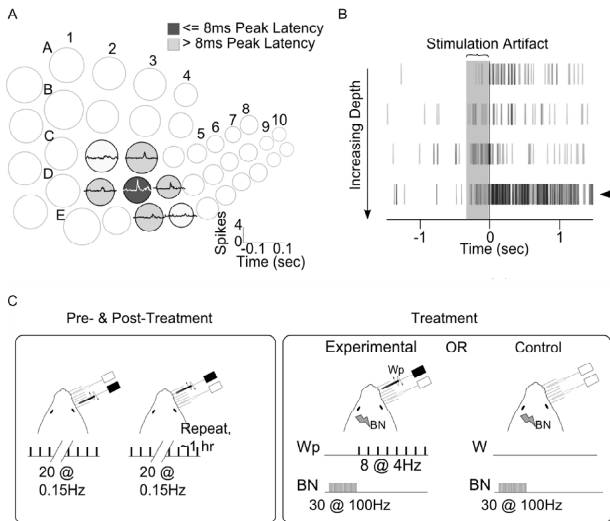 A
1
2
3
4
5
6
7
8
9
10
A
B
C
D
E
<= 8ms Peak Latency
> 8ms Peak Latency
Spikes
4
0
-0.1 0.1
Time (sec)
B
Stimulation Artifact
Increasing Depth
-1
0
1
Time (sec)
C
Pre- & Post-Treatment
Repeat,
~1 hr
20 @
0.15Hz
20 @
0.15Hz
Treatment
Experimental OR Control
Wp
BN
BN
Wp
8 @ 4Hz
W
BN
30 @ 100Hz
BN
30 @ 100Hz